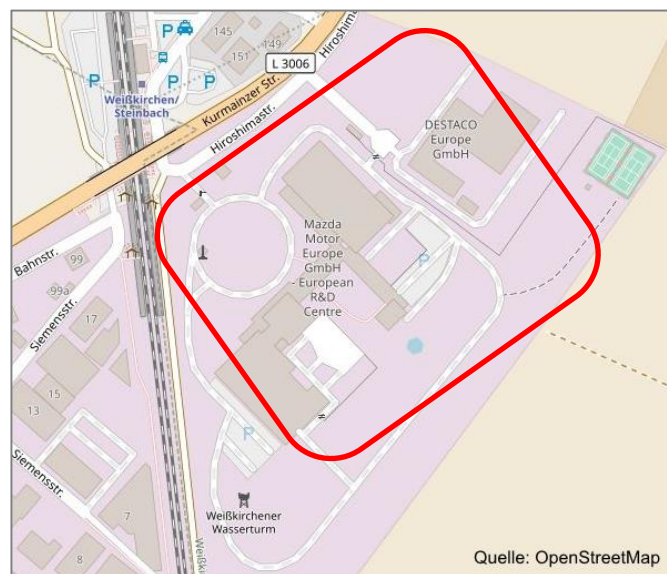 145
149
151
L 3006
Hiroshimastr.
P
P
P
P
Weißkirchen/
Steinbach
Kurmainzer Str.
Hiroshimastr.
DESTACO
Europe
GmbH
Mazda
Motor
Europe
GmbH
- European
R&D
Centre
P
Bahnstr.
99
99a
Siemensstr.
17
15
13
P
Siemensstr.
7
8
Weißkirchener
Wasserturm
Quelle: OpenStreetMap